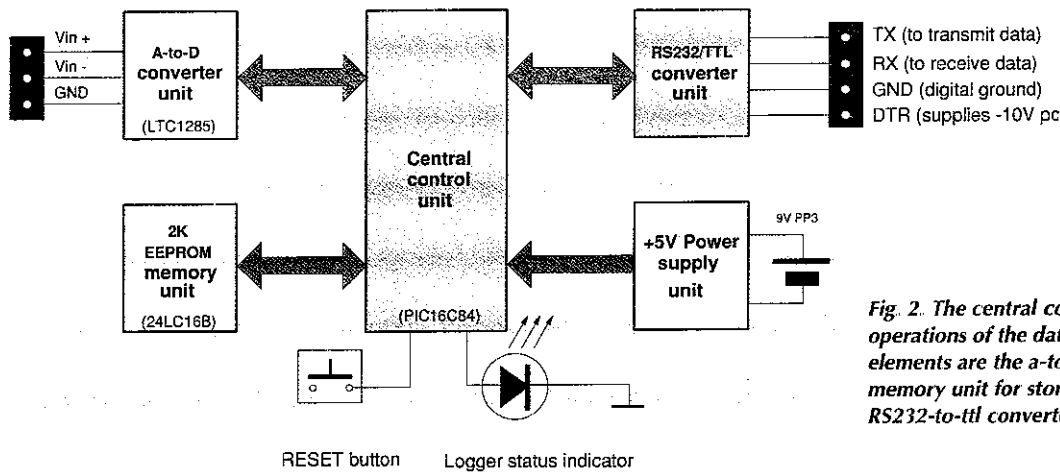 Vin +
Vin -
GND
A-to-D
converter
unit
(LTC1285)
2K
EEPROM
memory
unit
(24LC16B)
Central
control
unit
(PIC16C84)
RS232/TTL
converter
unit
TX (to transmit data)
RX (to receive data)
GND (digital ground)
DTR (supplies -10V po
+5V Power
supply
unit
9V PP3
RESET button
Logger status indicator
Fig. 2. The central co
operations of the dat
elements are the a-to
memory unit for stor
RS232-to-ttl converte